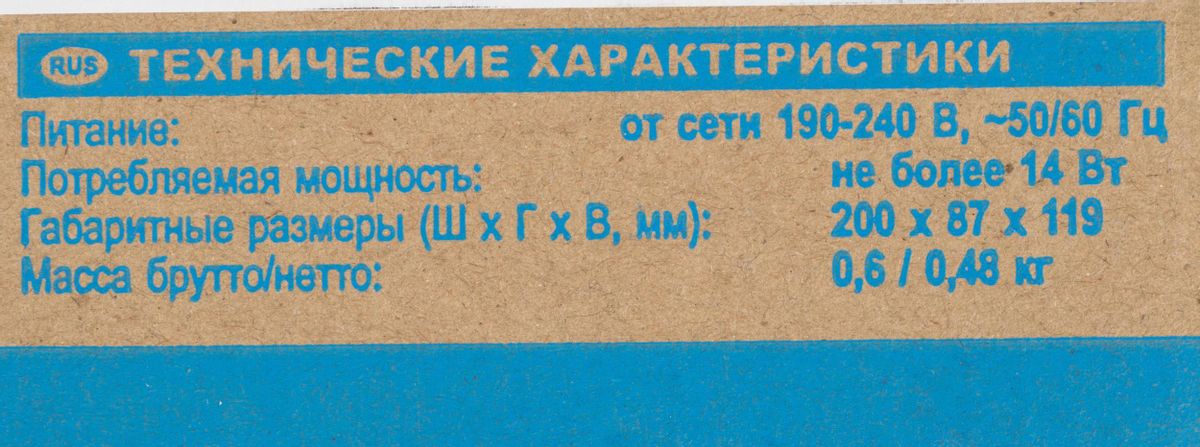 RUS ТЕХНИЧЕСКИЕ ХАРАКТЕРИСТИКИ
Питание: от сети 190-240 В, ~50/60 Гц
Потребляемая мощность: не более 14 Вт
Габаритные размеры (Ш х Г х В, мм): 200 х 87 х 119
Масса брутто/нетто: 0,6 / 0,48 кг